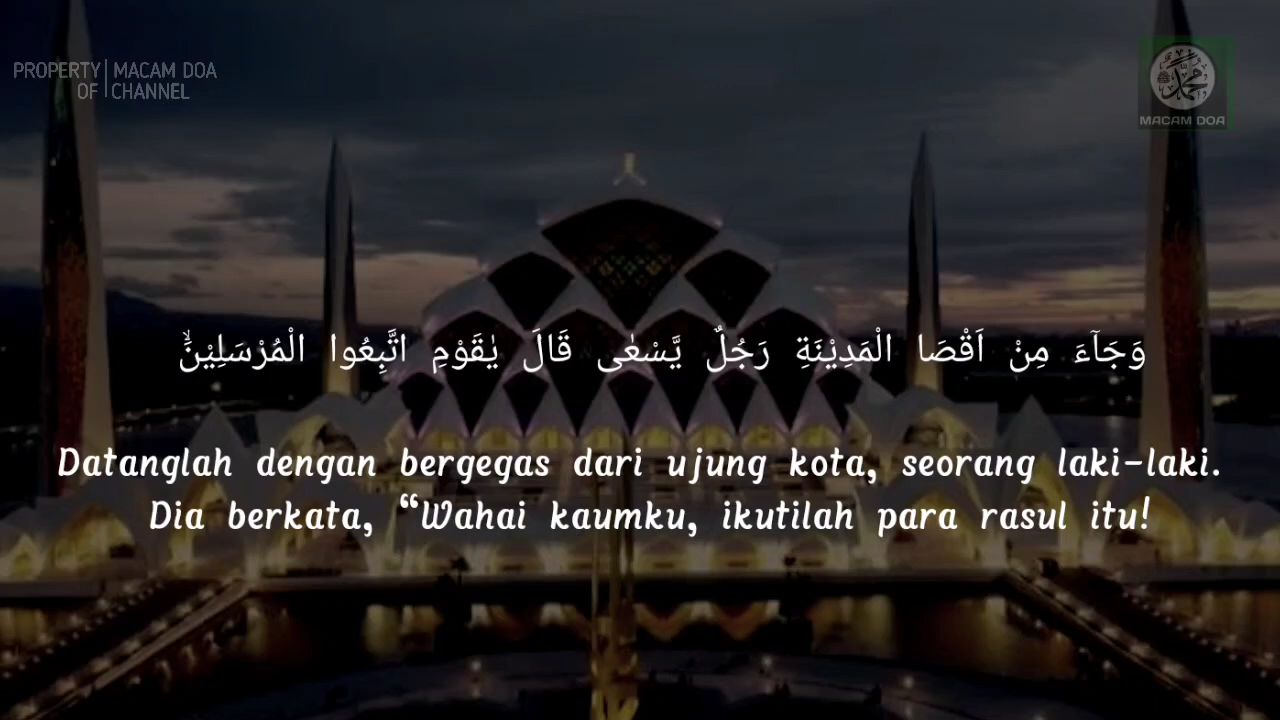 PROPERTY OF
MACAM DOA CHANNEL
MACAM DOA
وَجَاۤءَ مِنْ اَقْصَا الْمَدِيْنَةِ رَجُلٌ يَّسْعٰى قَالَ يٰقَوْمِ اتَّبِعُوا الْمُرْسَلِيْنَۙ
Datanglah dengan bergegas dari ujung kota, seorang laki-laki.
Dia berkata, “Wahai kaumku, ikutilah para rasul itu!